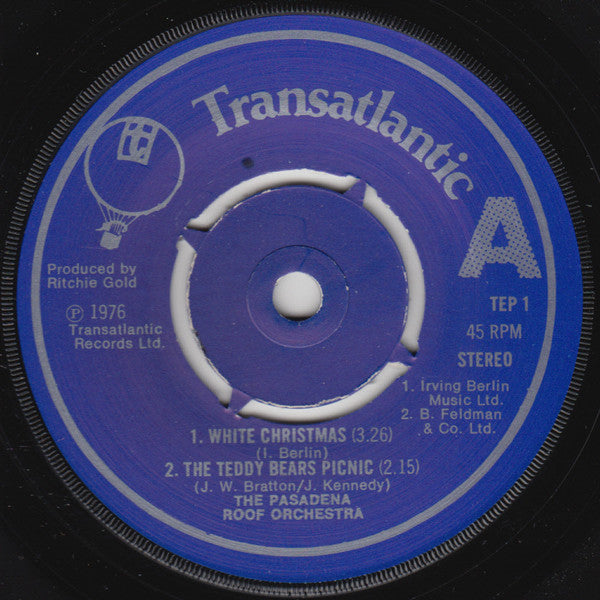 Transatlantic
A
Produced by
Ritchie Gold
℗ 1976
Transatlantic
Records Ltd.
TEP 1
45 RPM
STEREO
1. Irving Berlin
Music Ltd.
2. B. Feldman
& Co. Ltd.
1. WHITE CHRISTMAS (3.26)
(I. Berlin)
2. THE TEDDY BEARS PICNIC (2.15)
(J. W. Bratton/J. Kennedy)
THE PASADENA
ROOF ORCHESTRA